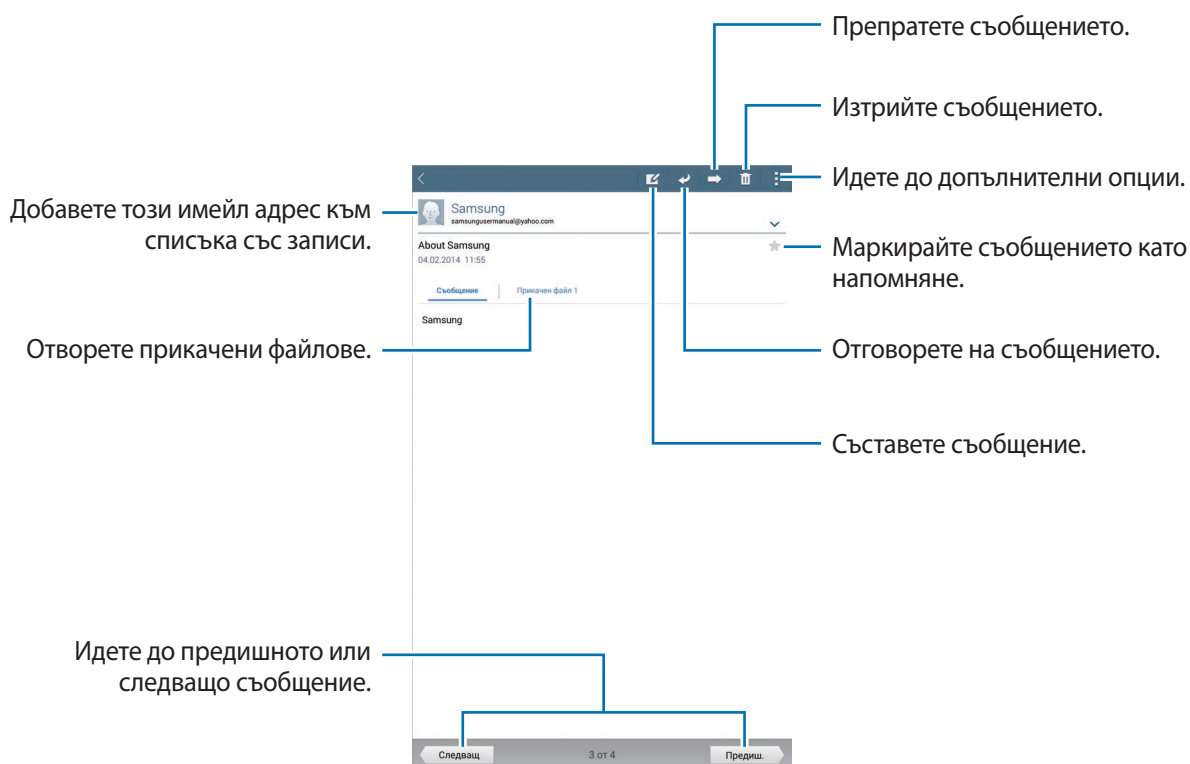 Препратете съобщението.
Изтрийте съобщението.
Идете до допълнителни опции.
Добавете този имейл адрес към
списъка със записи.
Samsung
samsungusermanual@yahoo.com
About Samsung
04.02.2014 11:55
Маркирайте съобщението като
напомняне.
Съобщение
Прикачен файл 1
Samsung
Отворете прикачени файлове.
Отговорете на съобщението.
Съставете съобщение.
Идете до предишното или
следващо съобщение.
Следващ
3 от 4
Предиш.